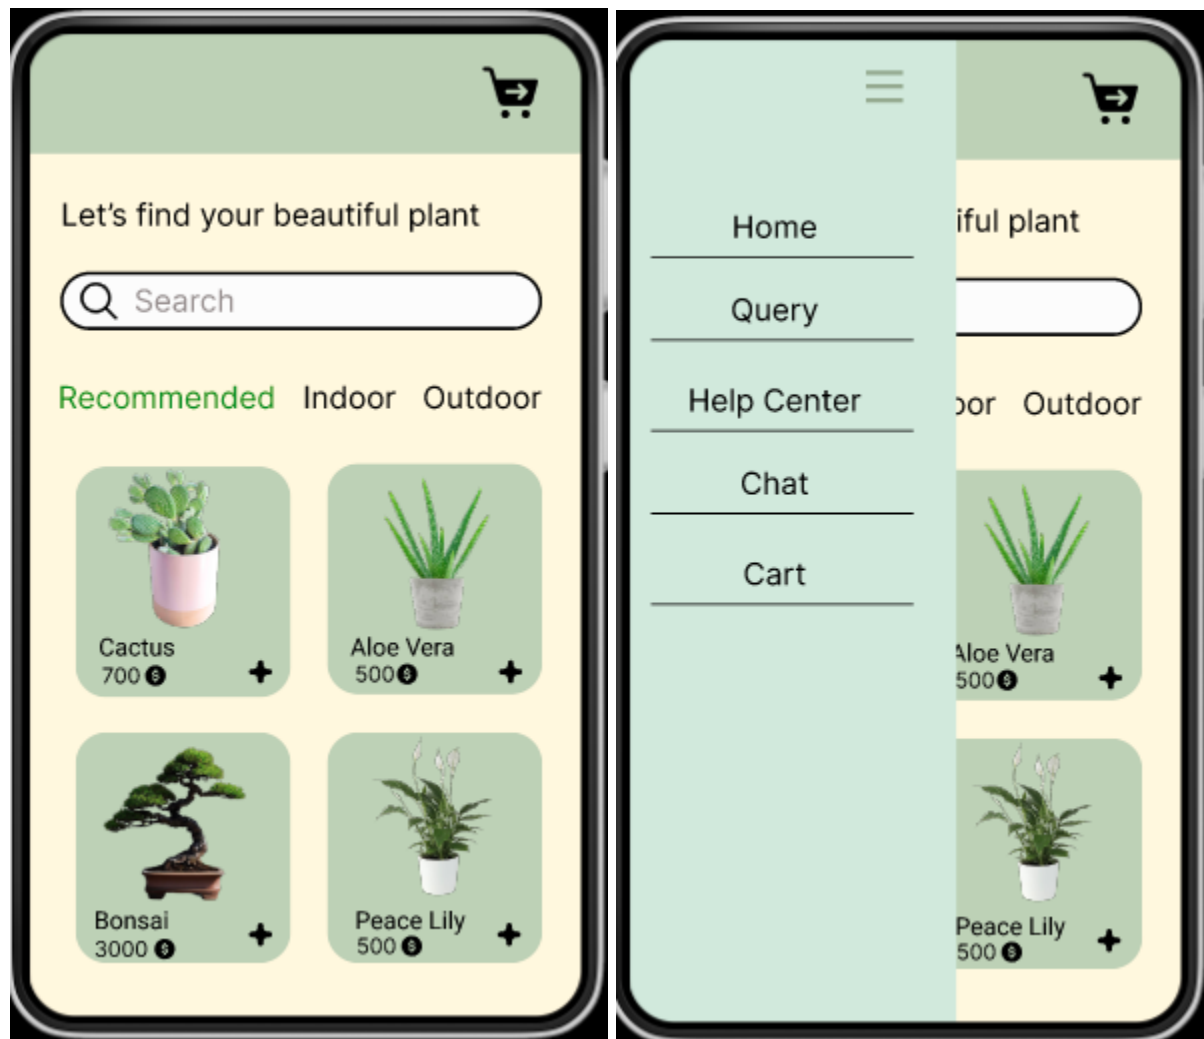 Let's find your beautiful plant
Search
Recommended Indoor Outdoor
Cactus
700
Aloe Vera
500
Bonsai
3000
Peace Lily
500
Home
Query
Help Center
Chat
Cart
iful plant
oor Outdoor
Aloe Vera
500
Peace Lily
500